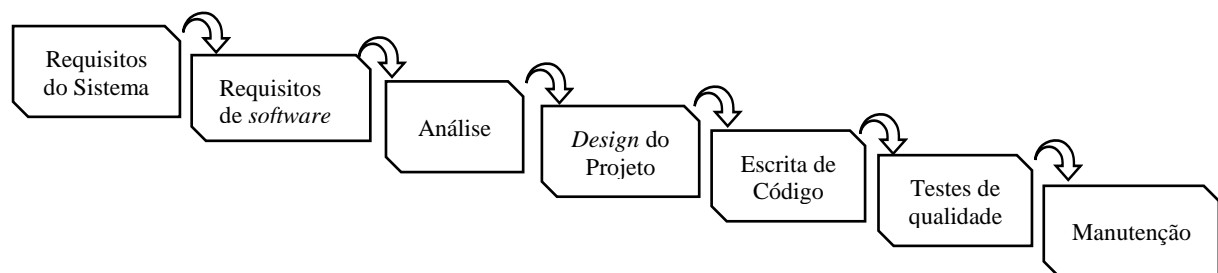 Requisitos
do Sistema
Requisitos
de software
Análise
Design do
Projeto
Escrita de
Código
Testes de
qualidade
Manutenção